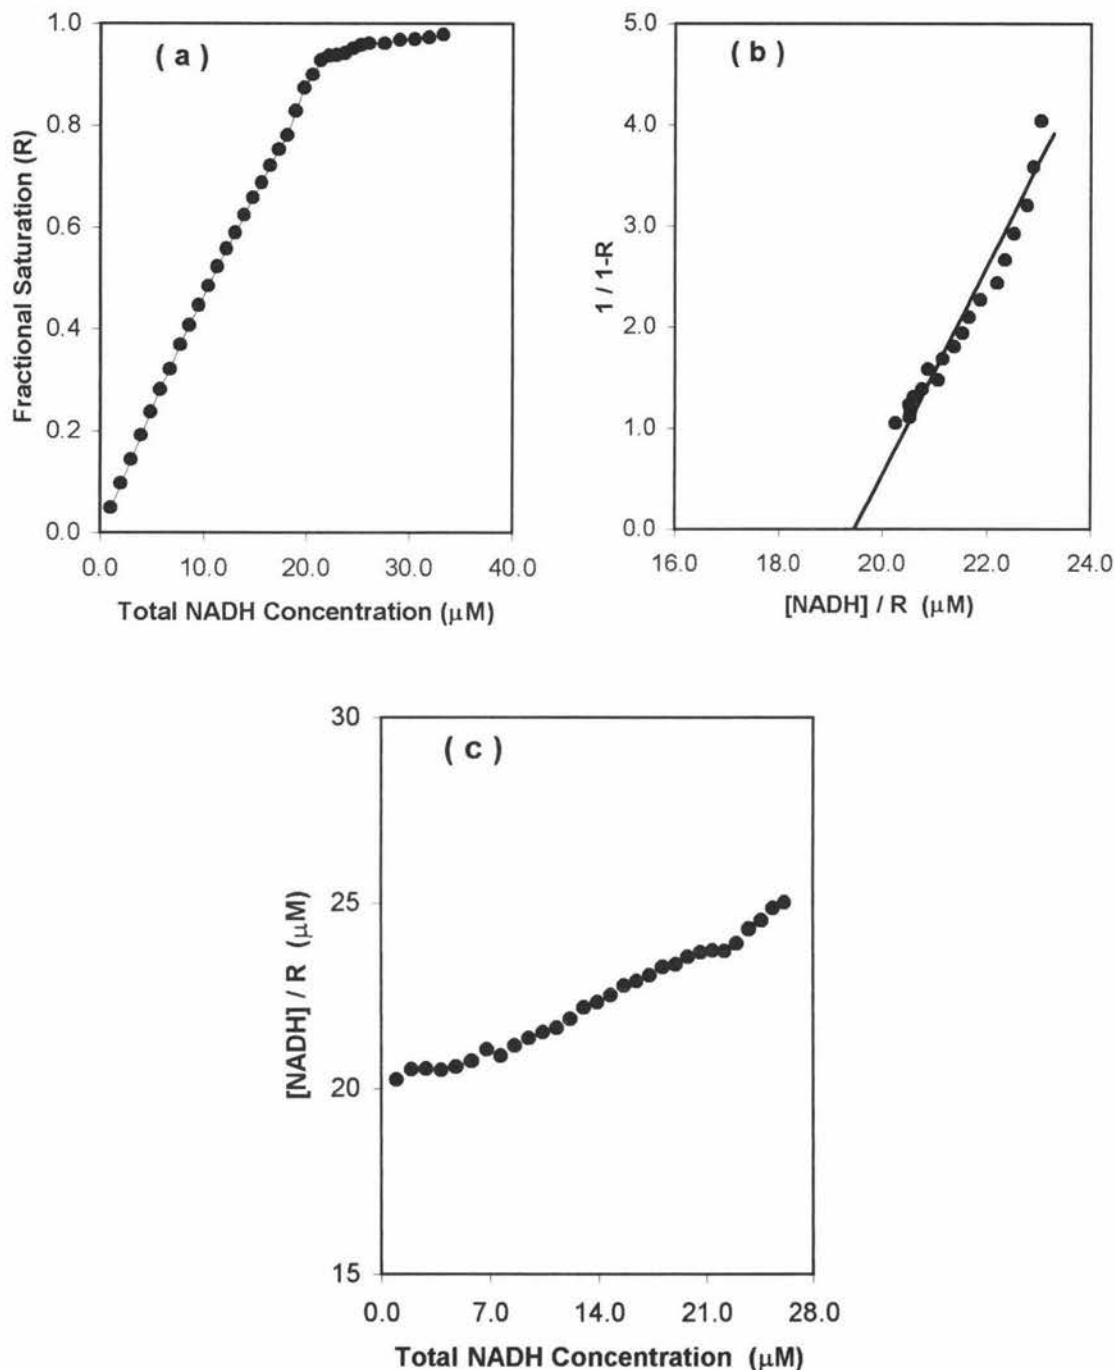 ( a )
Fractional Saturation (R)
1.0
0.8
0.6
0.4
0.2
0.0
0.0 10.0 20.0 30.0 40.0
Total NADH Concentration (μM)
( b )
1 / 1-R
5.0
4.0
3.0
2.0
1.0
0.0
16.0 18.0 20.0 22.0 24.0
[NADH] / R (μM)
( c )
[NADH] / R (μM)
30
25
20
15
0.0 7.0 14.0 21.0 28.0
Total NADH Concentration (μM)